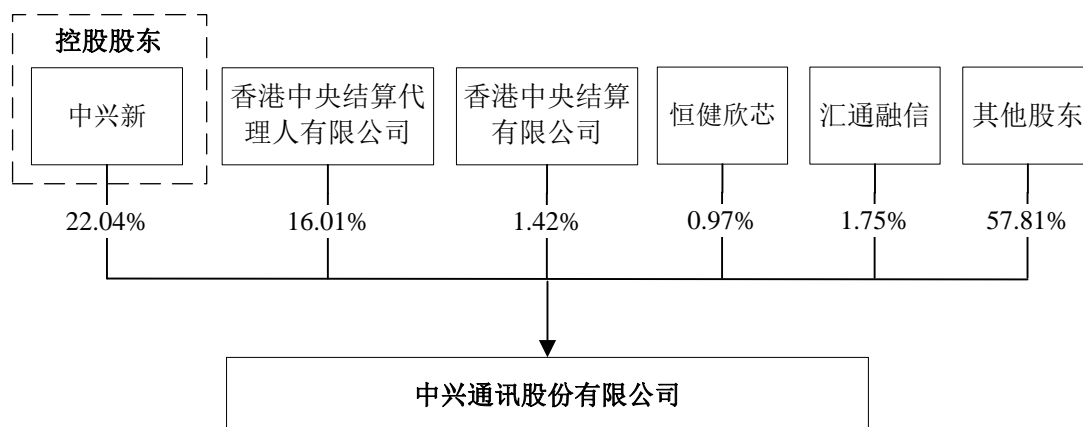 控股股东
中兴新
香港中央结算代
理人有限公司
香港中央结算
有限公司
恒健欣芯
汇通融信
其他股东
22.04%
16.01%
1.42%
0.97%
1.75%
57.81%
中兴通讯股份有限公司